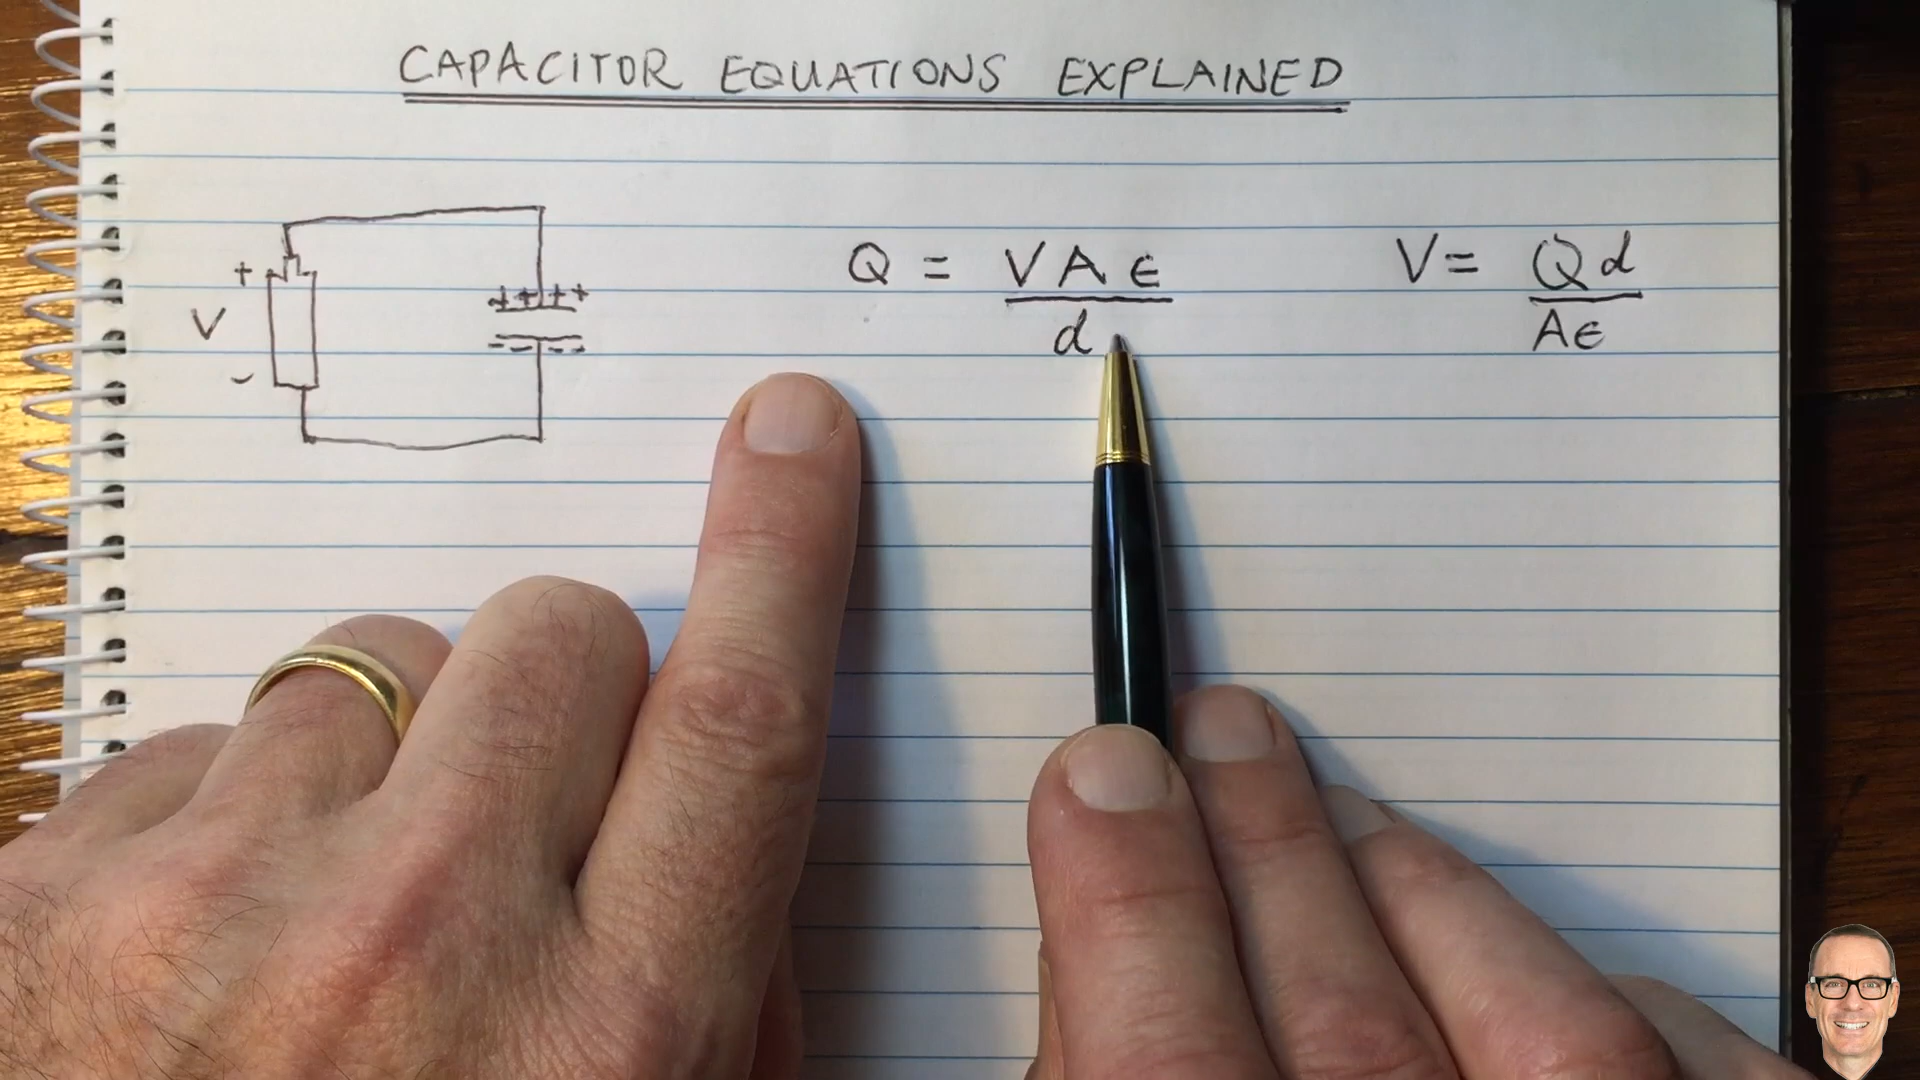 CAPACITOR EQUATIONS EXPLAINED
+ V -
+ + + +
- - - -
Q = VAϵ / d
V = Qd / Aϵ